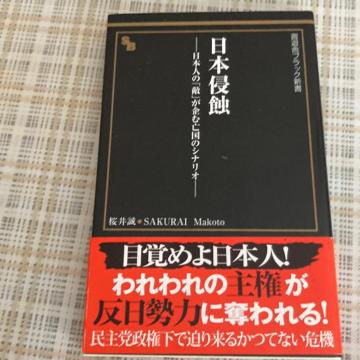 晋遊舎ブラック新書
SB
日本侵蝕
―日本人の「敵」が企む亡国のシナリオ―
桜井誠●SAKURAI Makoto
目覚めよ日本人!
われわれの主権が
反日勢力に奪われる!
民主党政権下で迫り来るかつてない危機